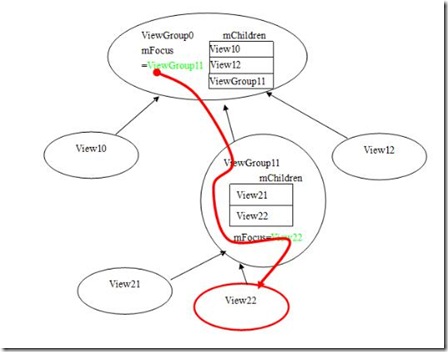 ViewGroup0
mChildren
mFocus
=ViewGroup11
View10
View12
ViewGroup11
View10
View12
ViewGroup11
mChildren
View21
View22
mFocus=View22
View21
View22